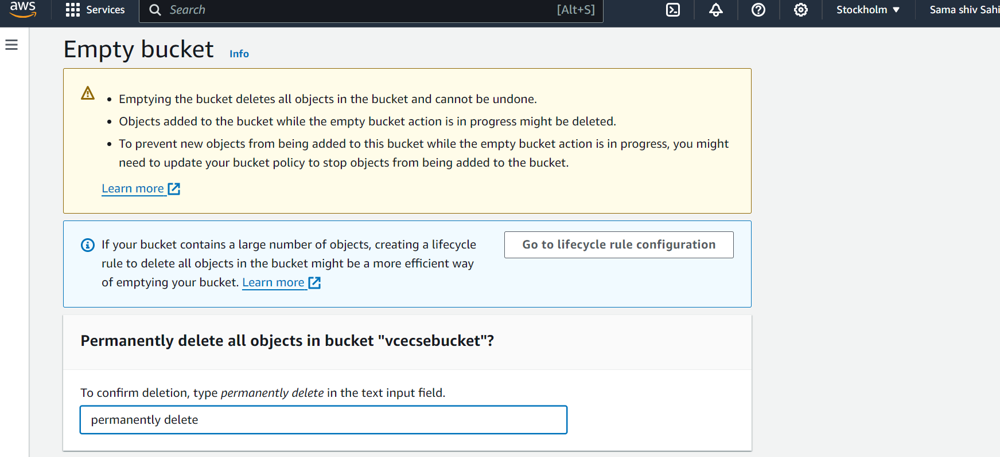 aws Services Search [Alt+S] Stockholm ▼ Sama shiv Sahi
Empty bucket Info
• Emptying the bucket deletes all objects in the bucket and cannot be undone.
• Objects added to the bucket while the empty bucket action is in progress might be deleted.
• To prevent new objects from being added to this bucket while the empty bucket action is in progress, you might
need to update your bucket policy to stop objects from being added to the bucket.
Learn more
If your bucket contains a large number of objects, creating a lifecycle
rule to delete all objects in the bucket might be a more efficient way
of emptying your bucket. Learn more
Go to lifecycle rule configuration
Permanently delete all objects in bucket "vcecsebucket"?
To confirm deletion, type permanently delete in the text input field.
permanently delete